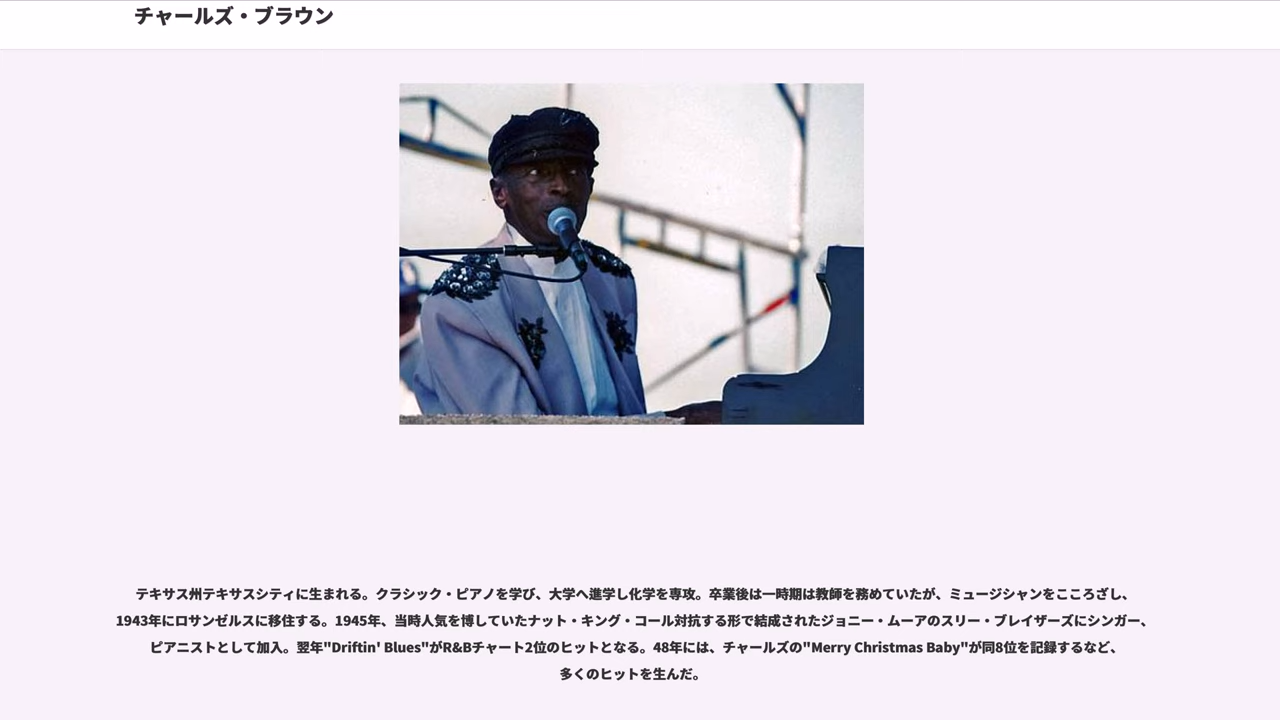 チャールズ・ブラウン
テキサス州テキサスシティに生まれる。クラシック・ピアノを学び、大学へ進学し化学を専攻。卒業後は一時期は教師を務めていたが、ミュージシャンをこころざし、
1943年にロサンゼルスに移住する。1945年、当時人気を博していたナット・キング・コール対抗する形で結成されたジョニー・ムーアのスリー・ブレイザーズにシンガー、
ピアニストとして加入。翌年"Driftin' Blues"がR&Bチャート2位のヒットとなる。48年には、チャールズの"Merry Christmas Baby"が同8位を記録するなど、
多くのヒットを生んだ。